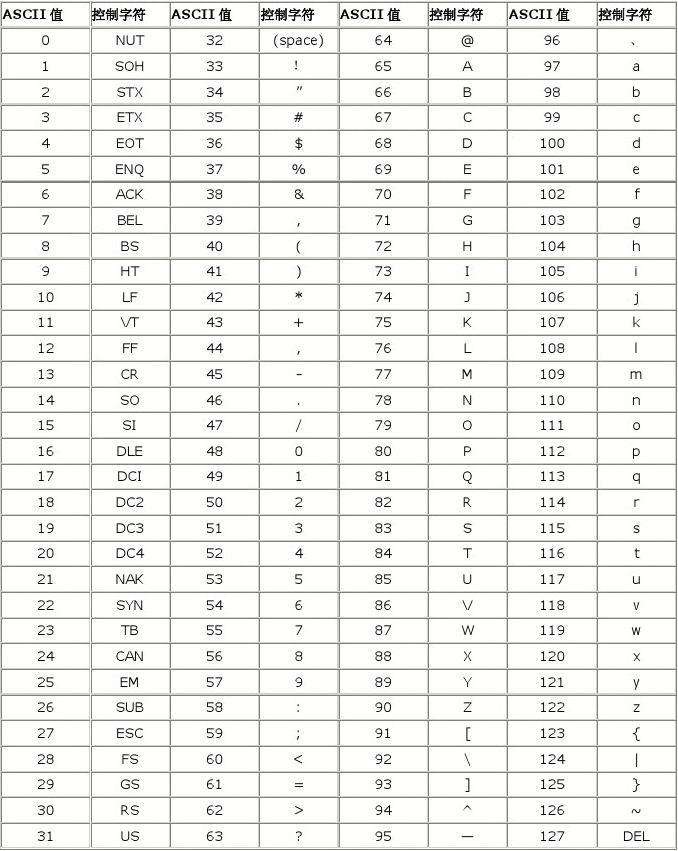 ASCII 值 控制字符 ASCII 值 控制字符 ASCII 值 控制字符 ASCII 值 控制字符
0 NUT 32 (space) 64 @ 96 、
1 SOH 33 ! 65 A 97 a
2 STX 34 ” 66 B 98 b
3 ETX 35 # 67 C 99 c
4 EOT 36 $ 68 D 100 d
5 ENQ 37 % 69 E 101 e
6 ACK 38 & 70 F 102 f
7 BEL 39 , 71 G 103 g
8 BS 40 ( 72 H 104 h
9 HT 41 ) 73 I 105 i
10 LF 42 * 74 J 106 j
11 VT 43 + 75 K 107 k
12 FF 44 , 76 L 108 l
13 CR 45 - 77 M 109 m
14 SO 46 . 78 N 110 n
15 SI 47 / 79 O 111 o
16 DLE 48 0 80 P 112 p
17 DCI 49 1 81 Q 113 q
18 DC2 50 2 82 R 114 r
19 DC3 51 3 83 S 115 s
20 DC4 52 4 84 T 116 t
21 NAK 53 5 85 U 117 u
22 SYN 54 6 86 V 118 v
23 TB 55 7 87 W 119 w
24 CAN 56 8 88 X 120 x
25 EM 57 9 89 Y 121 y
26 SUB 58 : 90 Z 122 z
27 ESC 59 ; 91 [ 123 {
28 FS 60 < 92 \ 124 |
29 GS 61 = 93 ] 125 }
30 RS 62 > 94 ^ 126 ~
31 US 63 ? 95 — 127 DEL